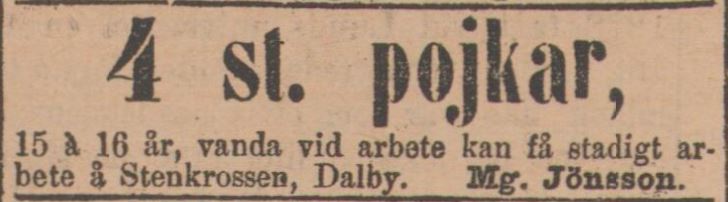 4 st. pojkar,
15 à 16 år, vanda vid arbete kan få stadigt ar-
bete å Stenkrossen, Dalby. Mg. Jönsson.